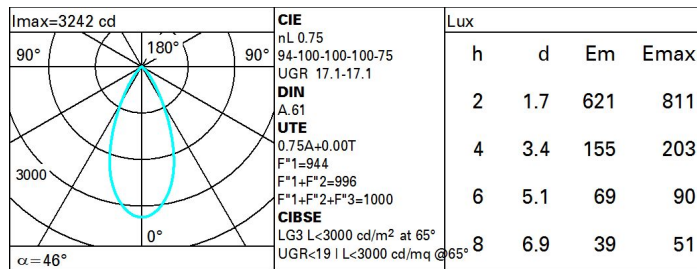 Imax=3242 cd
90°
180°
90°
3000
0°
α=46°
CIE
nL 0.75
94-100-100-100-75
UGR 17.1-17.1
DIN
A.61
UTE
0.75A+0.00T
F"1=944
F"1+F"2=996
F"1+F"2+F"3=1000
CIBSE
LG3 L<3000 cd/m² at 65°
UGR<19 | L<3000 cd/mq @65°
Lux
h d Em Emax
2 1.7 621 811
4 3.4 155 203
6 5.1 69 90
8 6.9 39 51